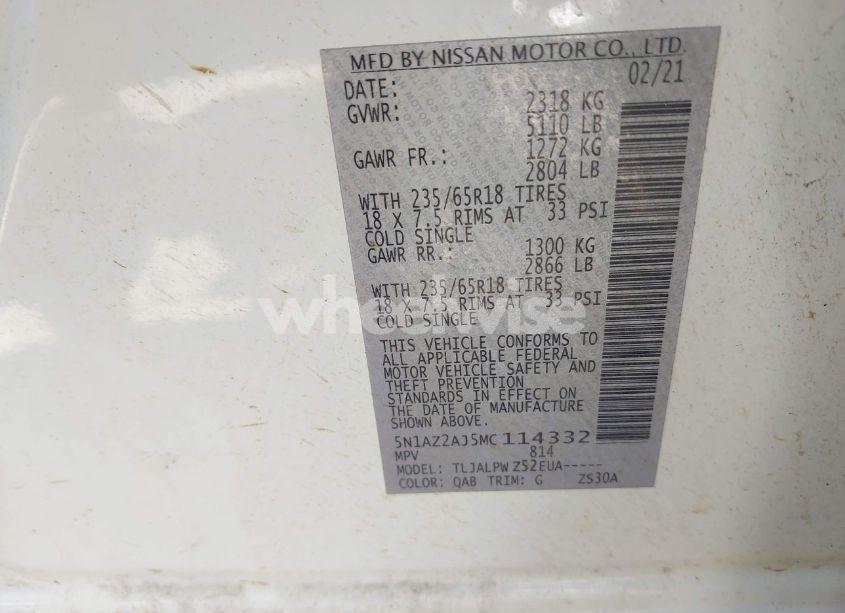 MFD BY NISSAN MOTOR CO., LTD.
DATE: 02/21
GVWR: 2318 KG
5110 LB
GAWR FR.: 1272 KG
2804 LB
WITH 235/65R18 TIRES
18 X 7.5 RIMS AT 33 PSI
COLD SINGLE
GAWR RR.: 1300 KG
2866 LB
WITH 235/65R18 TIRES
18 X 7.5 RIMS AT 33 PSI
COLD SINGLE
THIS VEHICLE CONFORMS TO
ALL APPLICABLE FEDERAL
MOTOR VEHICLE SAFETY AND
THEFT PREVENTION
STANDARDS IN EFFECT ON
THE DATE OF MANUFACTURE
SHOWN ABOVE.
5N1AZ2AJ5MC114332
MPV 814
MODEL: TLJALPW Z52EUA-----
COLOR: QAB TRIM: G ZS30A
wheelwise